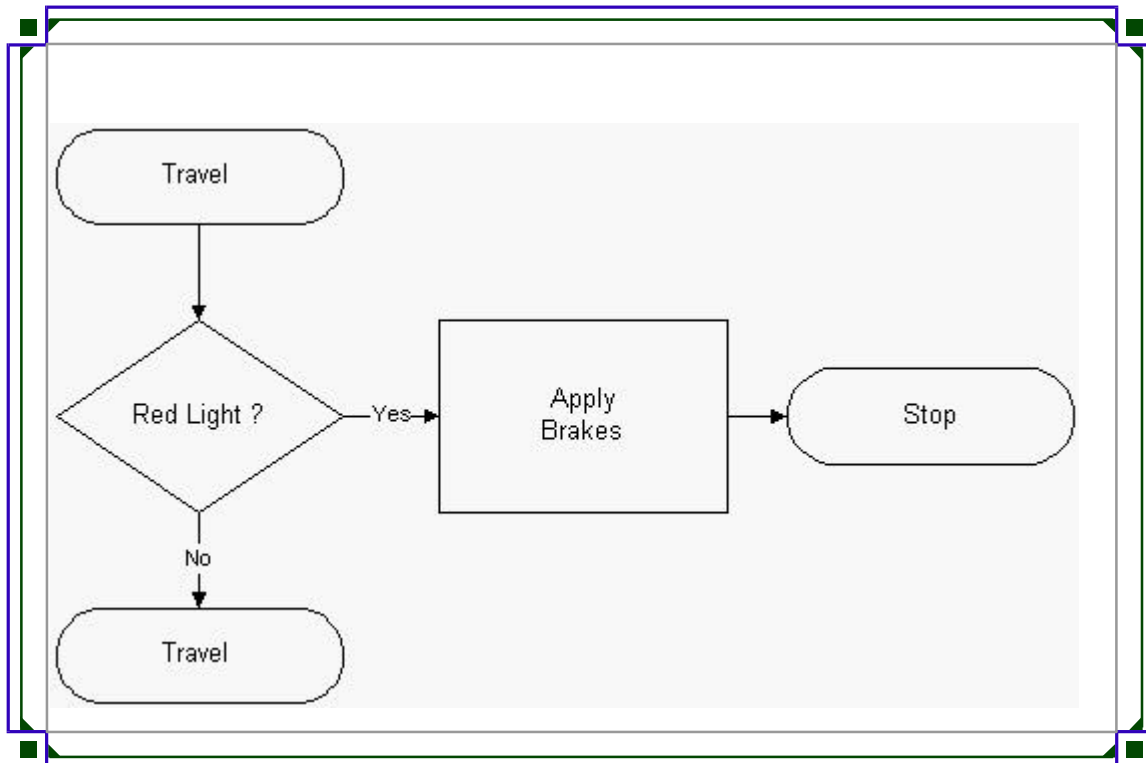 Travel
Red Light ?
Yes
Apply
Brakes
Stop
No
Travel